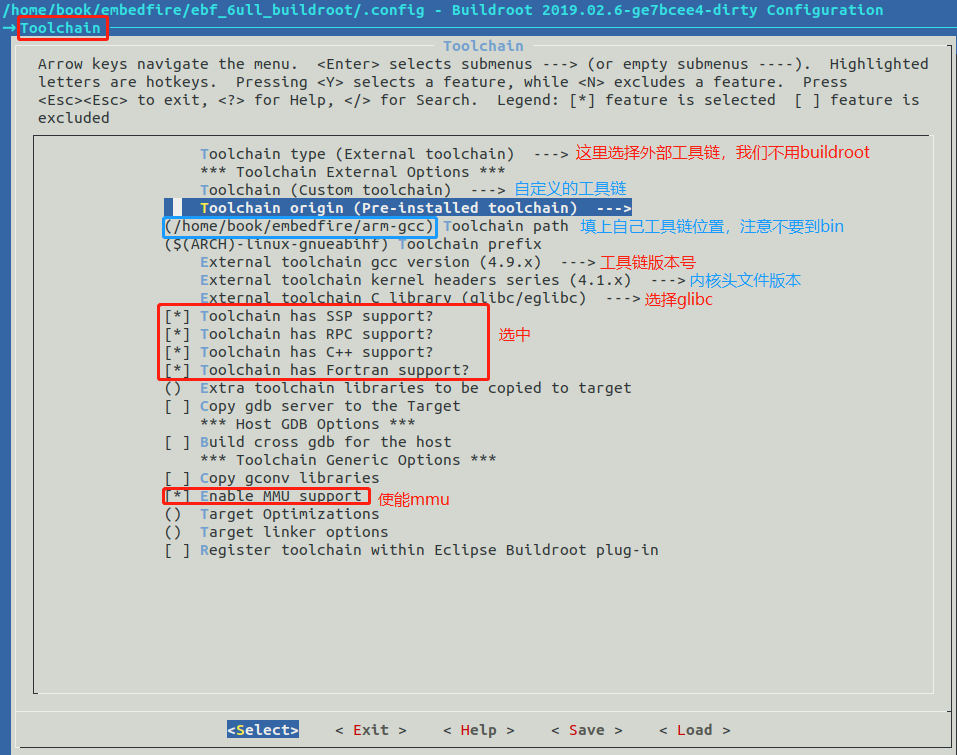 /home/book/embedfire/ebf_6ull_buildroot/.config - Buildroot 2019.02.6-ge7bcee4-dirty Configuration
→Toolchain
Toolchain
Arrow keys navigate the menu.  <Enter> selects submenus ---> (or empty submenus ----).  Highlighted
letters are hotkeys.  Pressing <Y> selects a feature, while <N> excludes a feature.  Press
<Esc><Esc> to exit, <?> for Help, </> for Search.  Legend: [*] feature is selected  [ ] feature is
excluded
Toolchain type (External toolchain)  ---> 这里选择外部工具链，我们不用buildroot
*** Toolchain External Options ***
Toolchain (Custom toolchain)  ---> 自定义的工具链
Toolchain origin (Pre-installed toolchain)  --->
(/home/book/embedfire/arm-gcc) Toolchain path 填上自己工具链位置，注意不要到bin
($(ARCH)-linux-gnueabihf) Toolchain prefix
External toolchain gcc version (4.9.x)  ---> 工具链版本号
External toolchain kernel headers series (4.1.x)  ---> 内核头文件版本
External toolchain C library (glibc/eglibc)  ---> 选择glibc
[*] Toolchain has SSP support?
[*] Toolchain has RPC support? 选中
[*] Toolchain has C++ support?
[*] Toolchain has Fortran support?
()  Extra toolchain libraries to be copied to target
[ ] Copy gdb server to the Target
*** Host GDB Options ***
[ ] Build cross gdb for the host
*** Toolchain Generic Options ***
[ ] Copy gconv libraries
[*] Enable MMU support 使能mmu
()  Target Optimizations
()  Target linker options
[ ] Register toolchain within Eclipse Buildroot plug-in
<Select>    < Exit >    < Help >    < Save >    < Load >